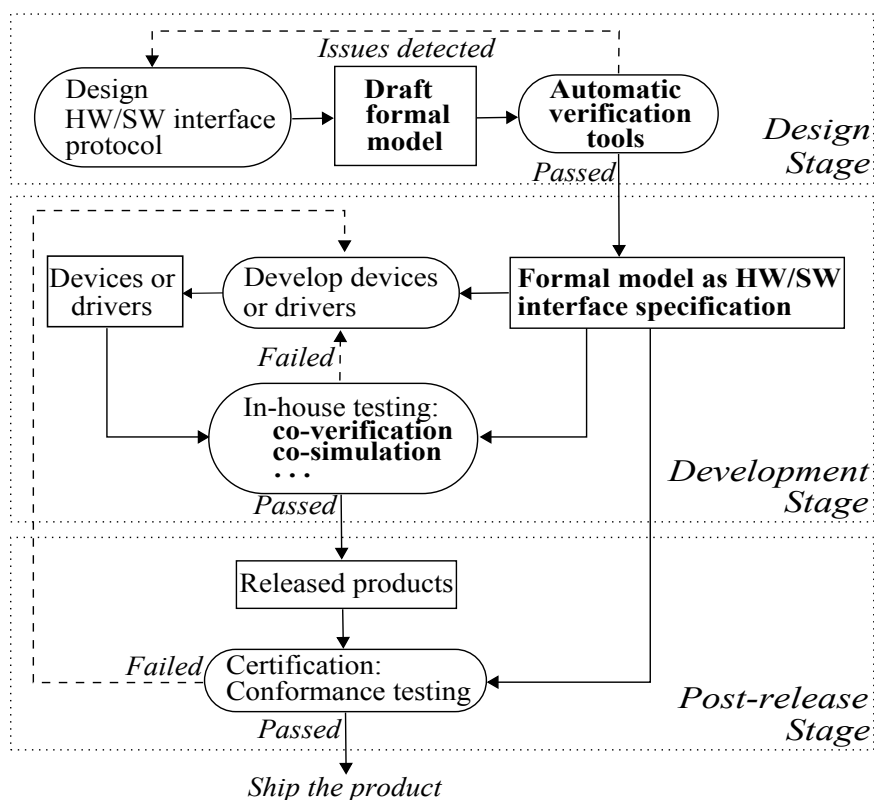 Issues detected
Design
HW/SW interface
protocol
Draft
formal
model
Automatic
verification
tools
Design
Stage
Passed
Devices or
drivers
Develop devices
or drivers
Formal model as HW/SW
interface specification
Failed
In-house testing:
co-verification
co-simulation
...
Development
Stage
Passed
Released products
Failed
Certification:
Conformance testing
Post-release
Stage
Passed
Ship the product